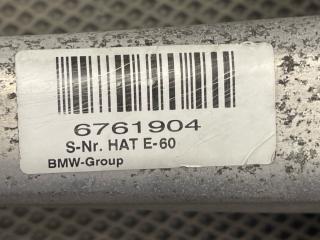 6761904
S-Nr. HAT E-60
BMW-Group